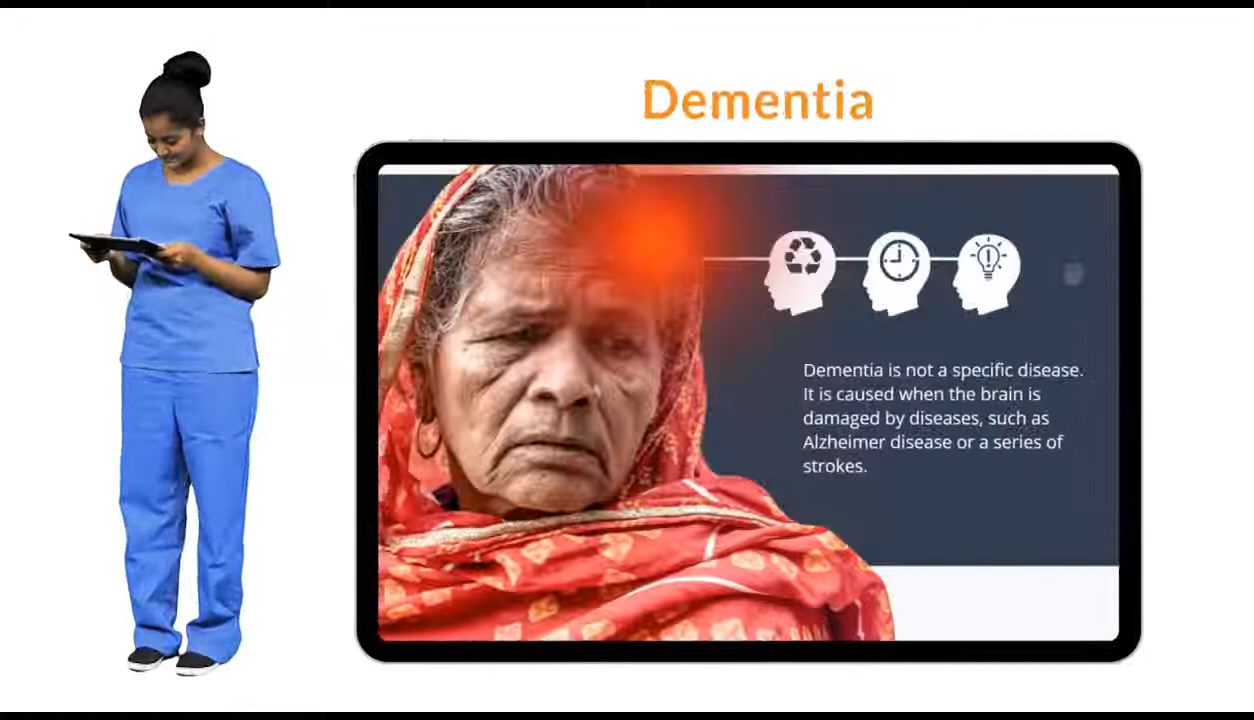 Dementia
Dementia is not a specific disease.
It is caused when the brain is
damaged by diseases, such as
Alzheimer disease or a series of
strokes.